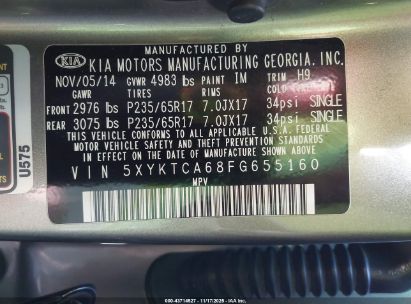 KIA KIA MOTORS MANUFACTURING GEORGIA, INC.
NOV/05/14 GVWR 4983 lbs PAINT IM TRIM H9
GAWR TIRES RIMS COLD TIRE
FRONT 2976 lbs P235/65R17 7.0JX17 34psi SINGLE
REAR 3075 lbs P235/65R17 7.0JX17 34psi SINGLE
THIS VEHICLE CONFORMS TO ALL APPLICABLE U.S.A. FEDERAL
MOTOR VEHICLE SAFETY AND THEFT PREVENTION STANDARDS
IN EFFECT ON THE DATE OF MANUFACTURE SHOWN ABOVE.
VIN 5XYKTCA68FG655160
MPV
U575